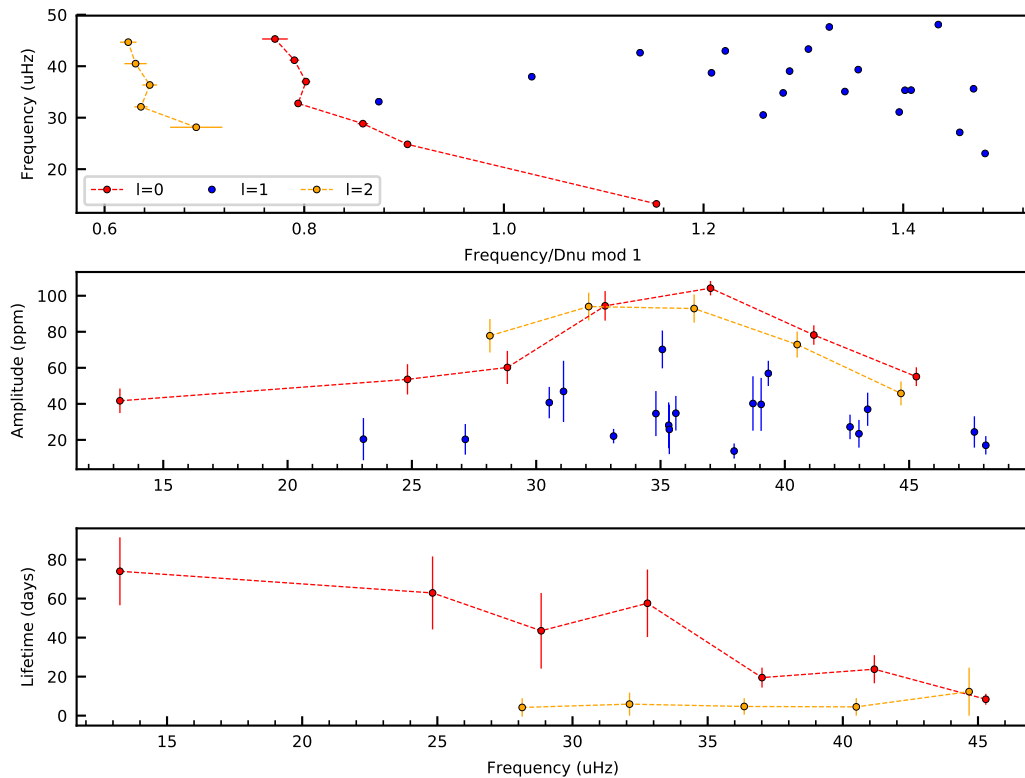 50
40
30
20
Frequency (uHz)
l=0 l=1 l=2
0.6 0.8 1.0 1.2 1.4
Frequency/Dnu mod 1
100
80
60
40
20
Amplitude (ppm)
15 20 25 30 35 40 45
80
60
40
20
0
Lifetime (days)
15 20 25 30 35 40 45
Frequency (uHz)